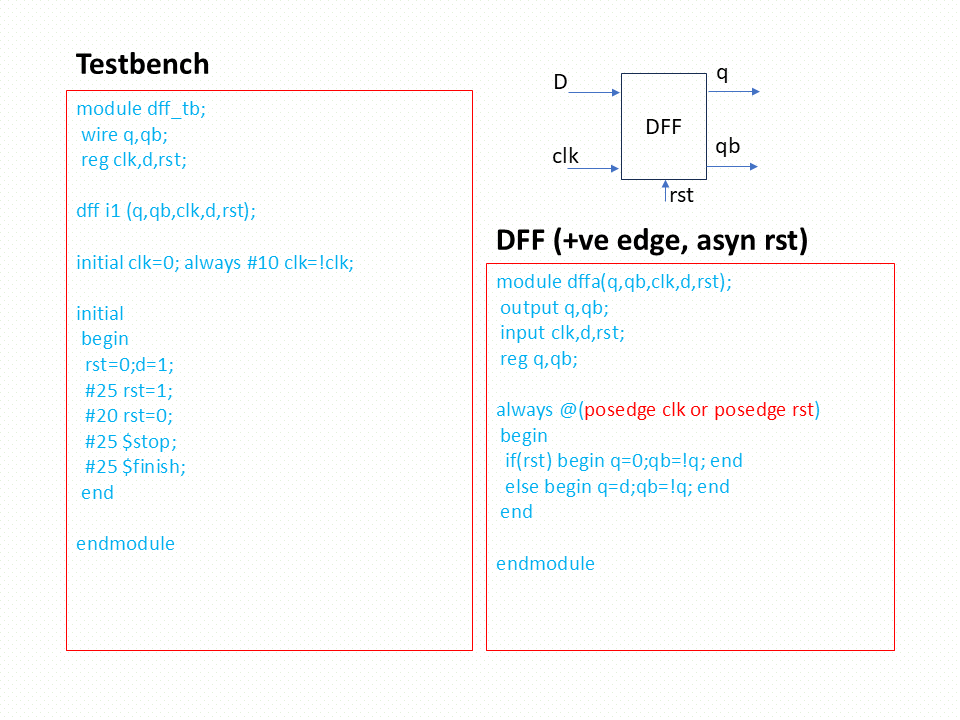 Testbench
module dff_tb;
wire q,qb;
reg clk,d,rst;
dff i1 (q,qb,clk,d,rst);
initial clk=0; always #10 clk=!clk;
initial
begin
rst=0;d=1;
#25 rst=1;
#20 rst=0;
#25 $stop;
#25 $finish;
end
endmodule
D
clk
DFF
q
qb
rst
DFF (+ve edge, asyn rst)
module dffa(q,qb,clk,d,rst);
output q,qb;
input clk,d,rst;
reg q,qb;
always @(posedge clk or posedge rst)
begin
if(rst) begin q=0;qb=!q; end
else begin q=d;qb=!q; end
end
endmodule